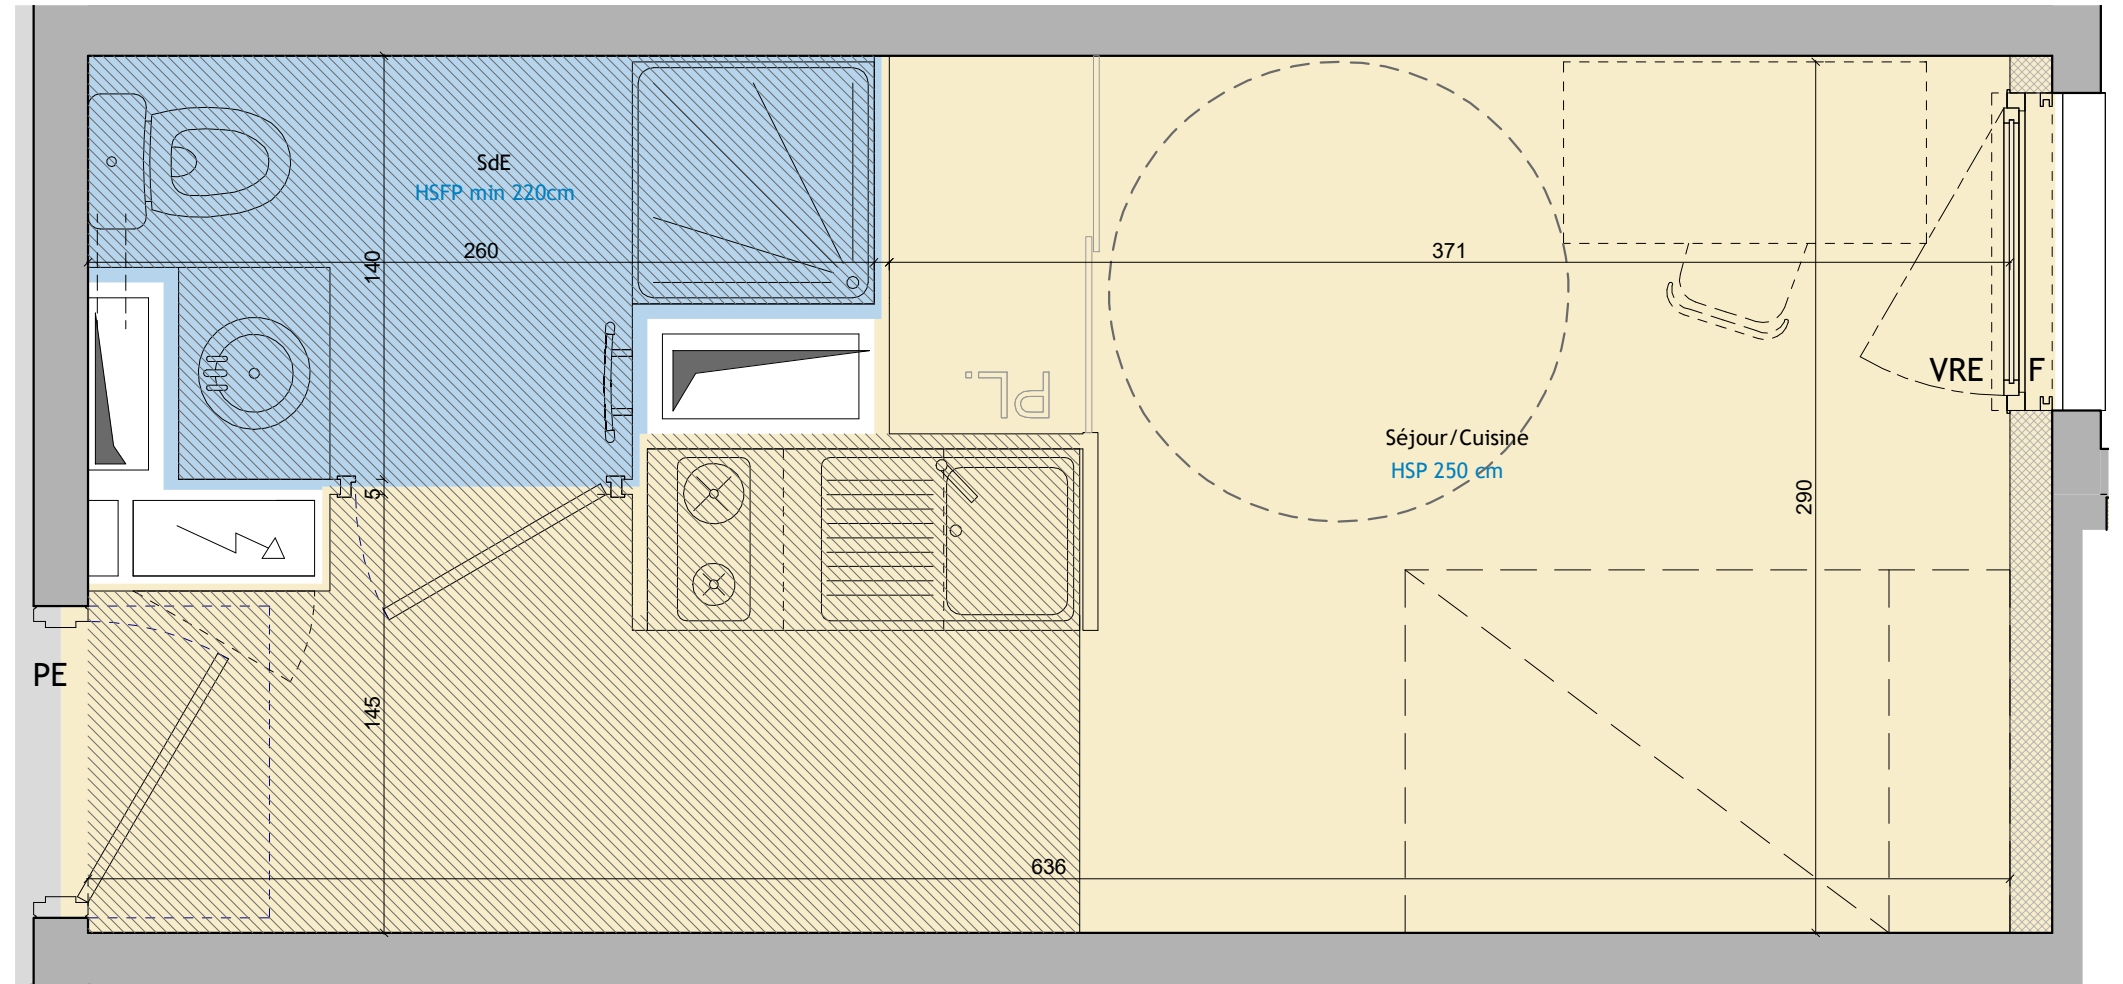 SdE
HSFP min 220cm
260
140
371
PL.
VRE
F
Séjour/Cuisine
HSP 250 cm
5
290
PE
145
636